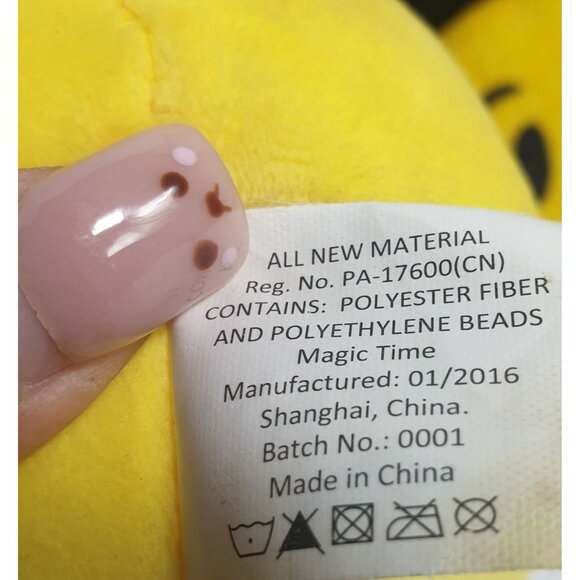 ALL NEW MATERIAL
Reg. No. PA-17600(CN)
CONTAINS: POLYESTER FIBER
AND POLYETHYLENE BEADS
Magic Time
Manufactured: 01/2016
Shanghai, China.
Batch No.: 0001
Made in China